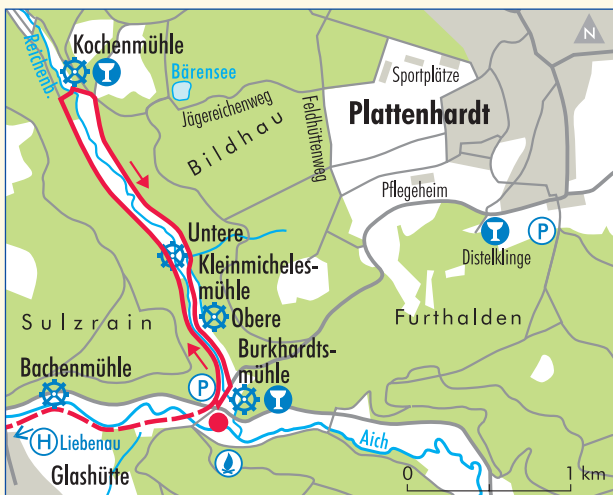 N
Kochenmühle
Reichenb.
Bärensee
Sportplätze
Jägereichenweg
Feldhüttenweg
Plattenhardt
Bildhau
Pflegeheim
Untere
Kleinmicheles-
mühle
Obere
P
Distelklinge
Sulzrain
Furthalden
Burkhardts-
mühle
Bachenmühle
P
H Liebenau
Aich
Glashütte
0 1 km